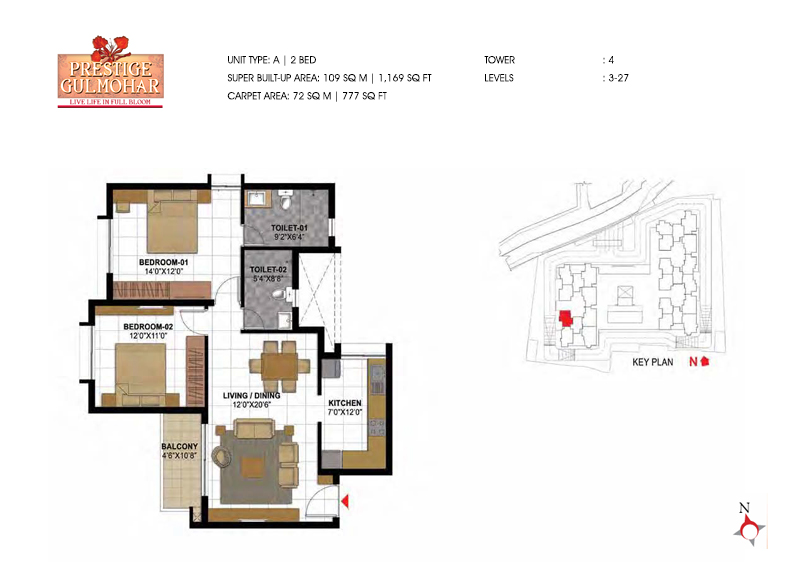 PRESTIGE
GULMOHAR
LIVE LIFE IN FULL BLOOM
UNIT TYPE: A | 2 BED
SUPER BUILT-UP AREA: 109 SQ M | 1,169 SQ FT
CARPET AREA: 72 SQ M | 777 SQ FT
TOWER : 4
LEVELS : 3-27
TOILET-01
9'2"X6'4"
BEDROOM-01
14'0"X12'0"
TOILET-02
5'4"X8'8"
BEDROOM-02
12'0"X11'0"
LIVING / DINING
12'0"X20'6"
KITCHEN
7'0"X12'0"
BALCONY
4'6"X10'8"
KEY PLAN N
N